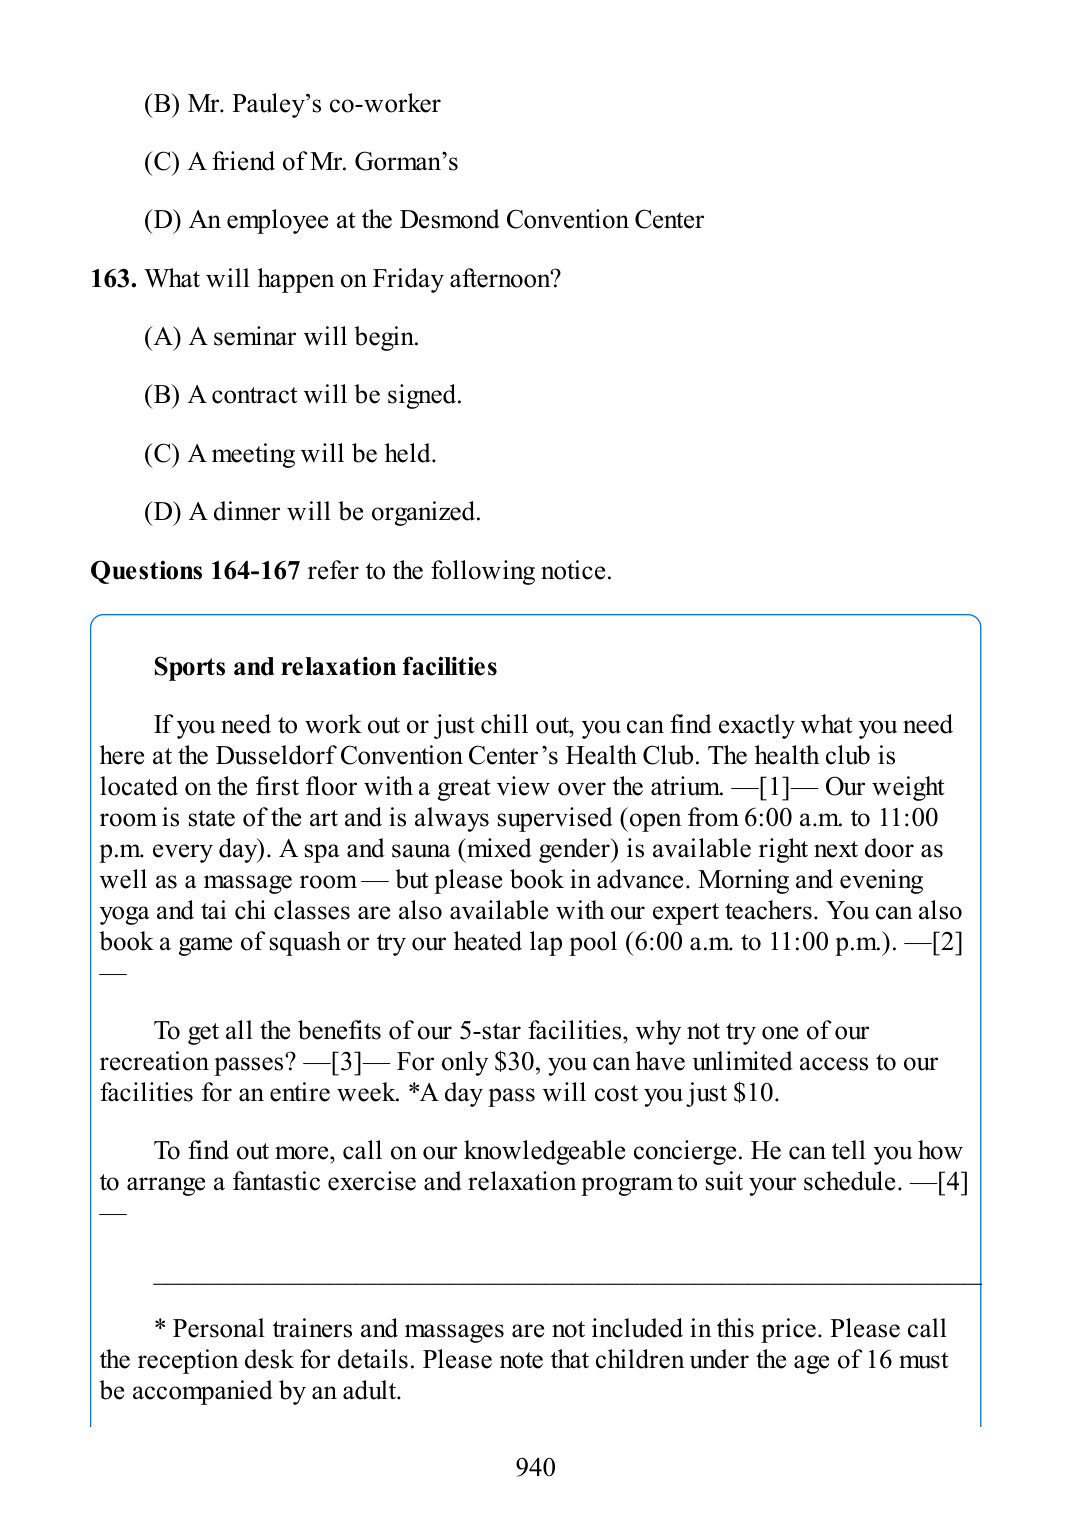 (B) Mr. Pauley’s co-worker
(C) A friend of Mr. Gorman’s
(D) An employee at the Desmond Convention Center
163. What will happen on Friday afternoon?
(A) A seminar will begin.
(B) A contract will be signed.
(C) A meeting will be held.
(D) A dinner will be organized.
Questions 164-167 refer to the following notice.
Sports and relaxation facilities
If you need to work out or just chill out, you can find exactly what you need
here at the Dusseldorf Convention Center’s Health Club. The health club is
located on the first floor with a great view over the atrium. —[1]— Our weight
room is state of the art and is always supervised (open from 6:00 a.m. to 11:00
p.m. every day). A spa and sauna (mixed gender) is available right next door as
well as a massage room — but please book in advance. Morning and evening
yoga and tai chi classes are also available with our expert teachers. You can also
book a game of squash or try our heated lap pool (6:00 a.m. to 11:00 p.m.). —[2]
—
To get all the benefits of our 5-star facilities, why not try one of our
recreation passes? —[3]— For only $30, you can have unlimited access to our
facilities for an entire week. *A day pass will cost you just $10.
To find out more, call on our knowledgeable concierge. He can tell you how
to arrange a fantastic exercise and relaxation program to suit your schedule. —[4]
—
* Personal trainers and massages are not included in this price. Please call
the reception desk for details. Please note that children under the age of 16 must
be accompanied by an adult.
940